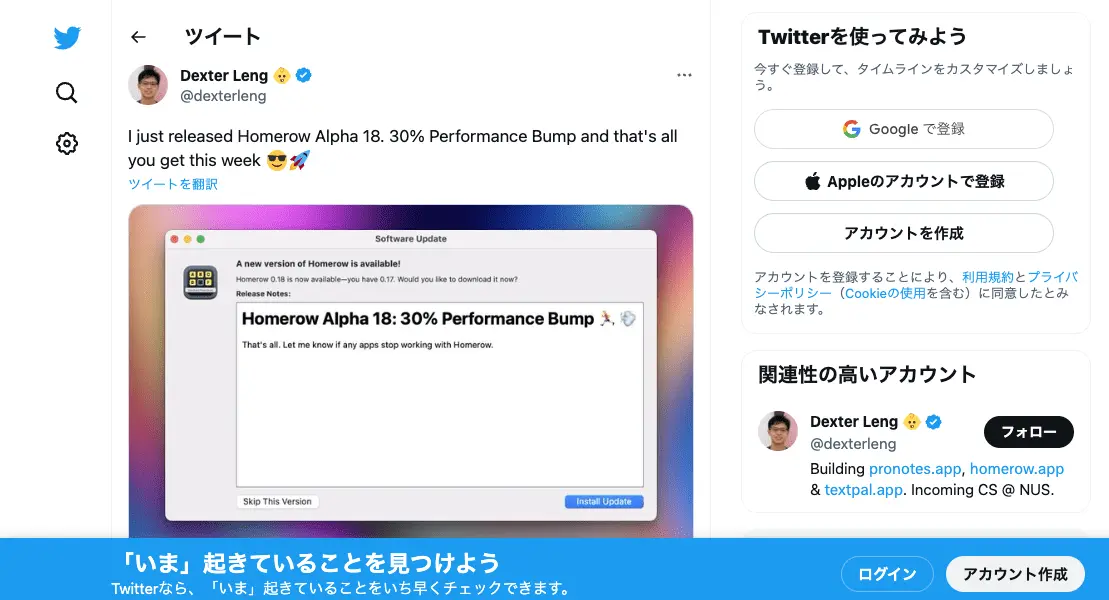 ツイート
Dexter Leng 👶
@dexterleng
I just released Homerow Alpha 18. 30% Performance Bump and that's all
you get this week 😎🚀
ツイートを翻訳
Software Update
A new version of Homerow is available!
Homerow 0.18 is now available—you have 0.17. Would you like to download it now?
Release Notes:
Homerow Alpha 18: 30% Performance Bump 🏃💨
That's all. Let me know if any apps stop working with Homerow.
Skip This Version
Install Update
Twitterを使ってみよう
今すぐ登録して、タイムラインをカスタマイズしましょ
う。
Google で登録
Appleのアカウントで登録
アカウントを作成
アカウントを登録することにより、利用規約とプライバ
シーポリシー（Cookieの使用を含む）に同意したとみ
なされます。
関連性の高いアカウント
Dexter Leng 👶
@dexterleng
フォロー
Building pronotes.app, homerow.app
& textpal.app. Incoming CS @ NUS.
「いま」起きていることを見つけよう
Twitterなら、「いま」起きていることをいち早くチェックできます。
ログイン
アカウント作成